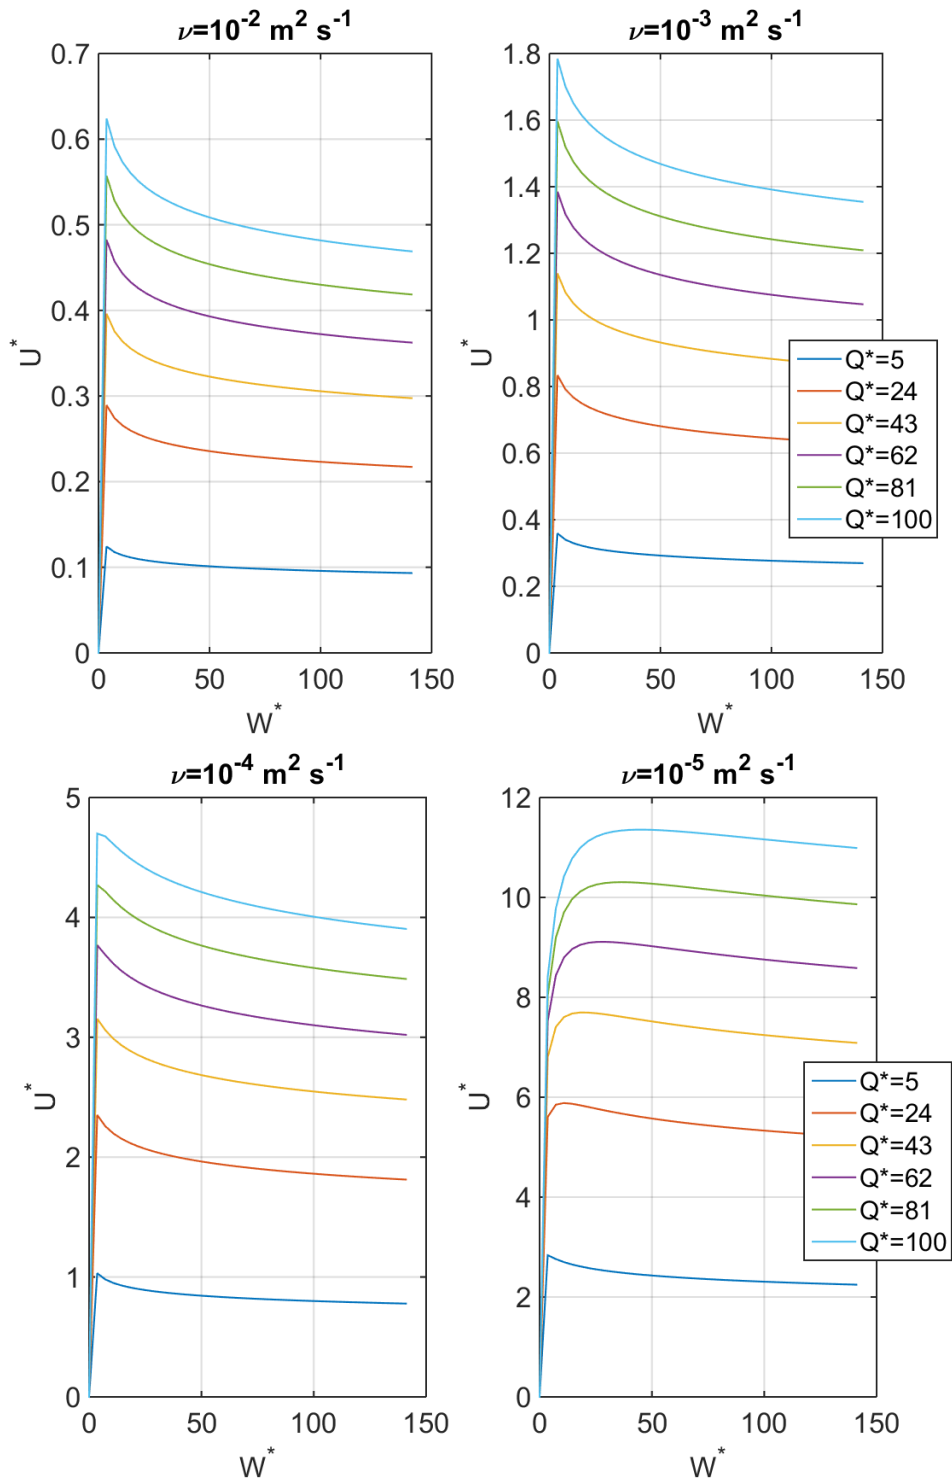 ν=10⁻² m² s⁻¹
0.7
0.6
0.5
0.4
0.3
0.2
0.1
0
U*
0 50 100 150
W*
ν=10⁻³ m² s⁻¹
1.8
1.6
1.4
1.2
1
0.8
0.6
0.4
0.2
0
U*
0 50 100 150
W*
Q*=5
Q*=24
Q*=43
Q*=62
Q*=81
Q*=100
ν=10⁻⁴ m² s⁻¹
5
4
3
2
1
0
U*
0 50 100 150
W*
ν=10⁻⁵ m² s⁻¹
12
10
8
6
4
2
0
U*
0 50 100 150
W*
Q*=5
Q*=24
Q*=43
Q*=62
Q*=81
Q*=100